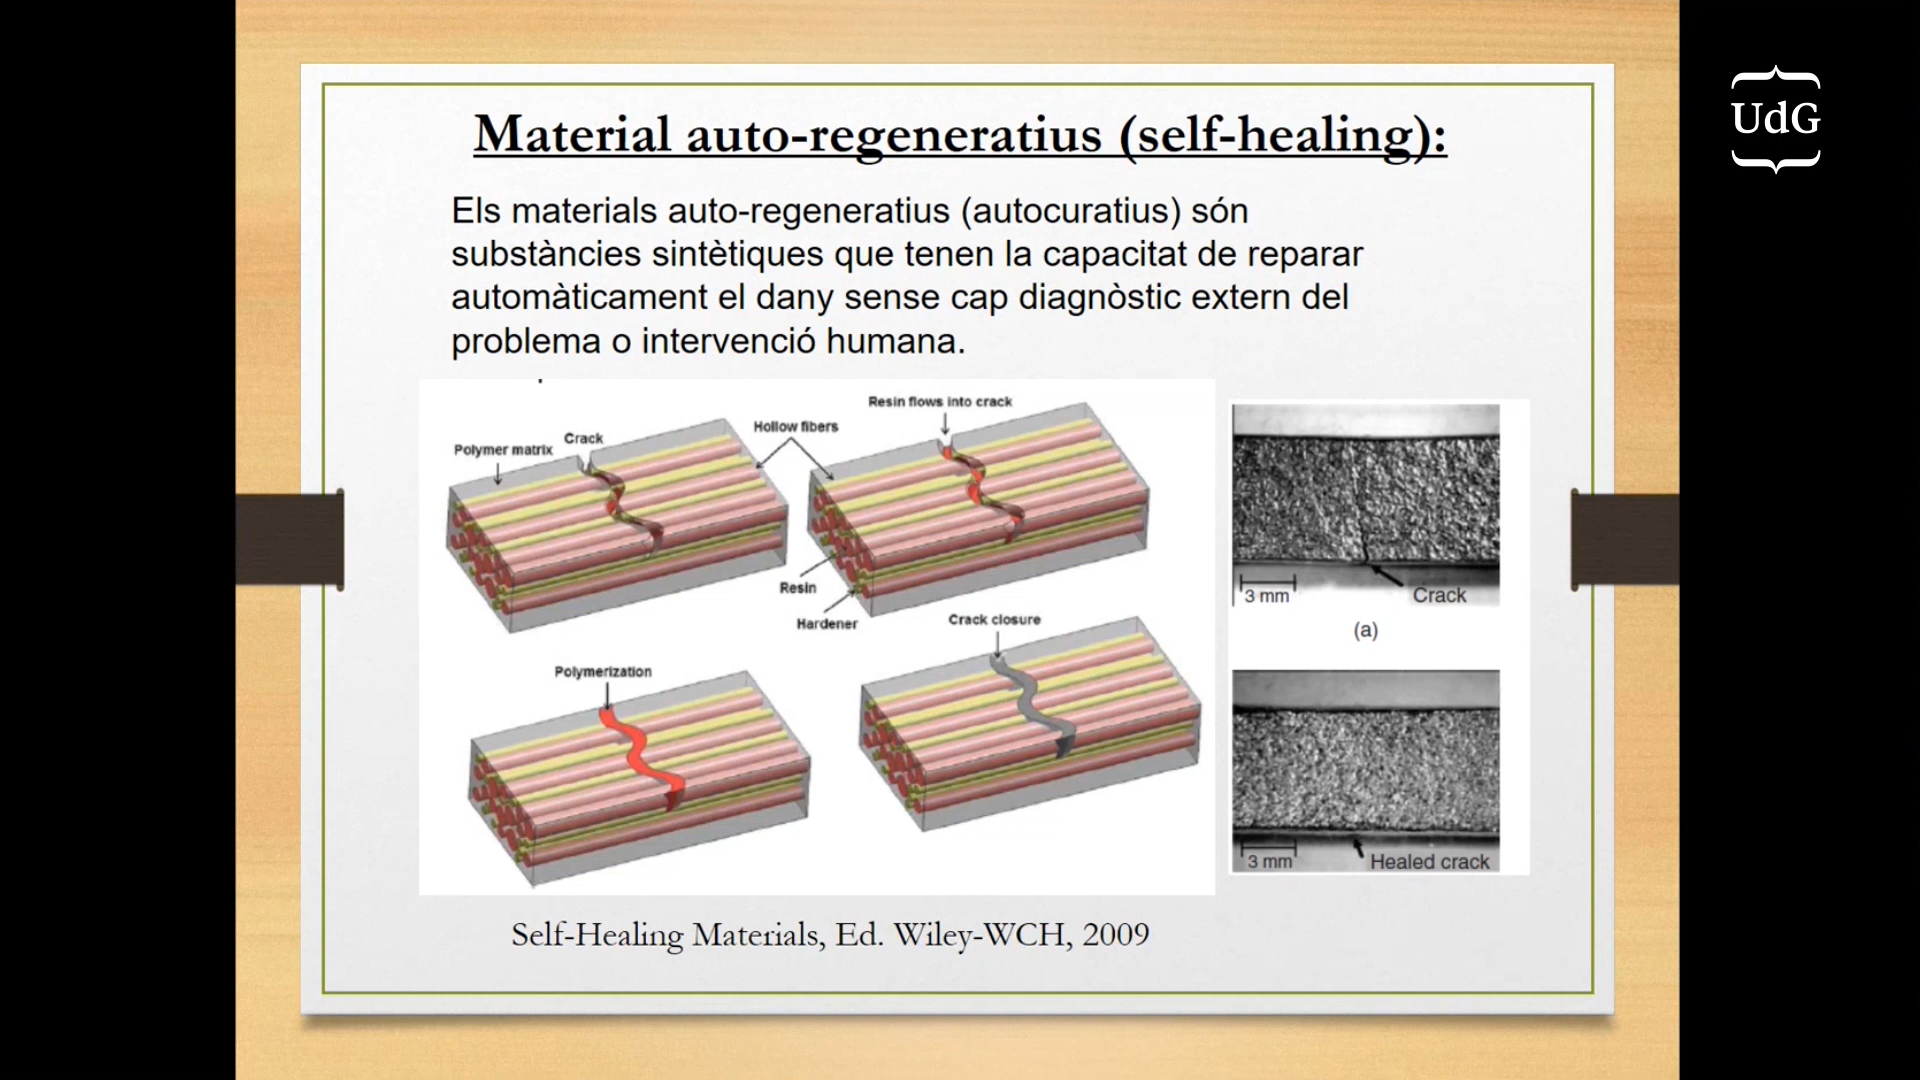 UdG
Material auto-regeneratius (self-healing):
Els materials auto-regeneratius (autocuratius) són
substàncies sintètiques que tenen la capacitat de reparar
automàticament el dany sense cap diagnòstic extern del
problema o intervenció humana.
Polymer matrix
Crack
Hollow fibers
Resin flows into crack
Resin
Hardener
Polymerization
Crack closure
3 mm
Crack
(a)
3 mm
Healed crack
Self-Healing Materials, Ed. Wiley-WCH, 2009